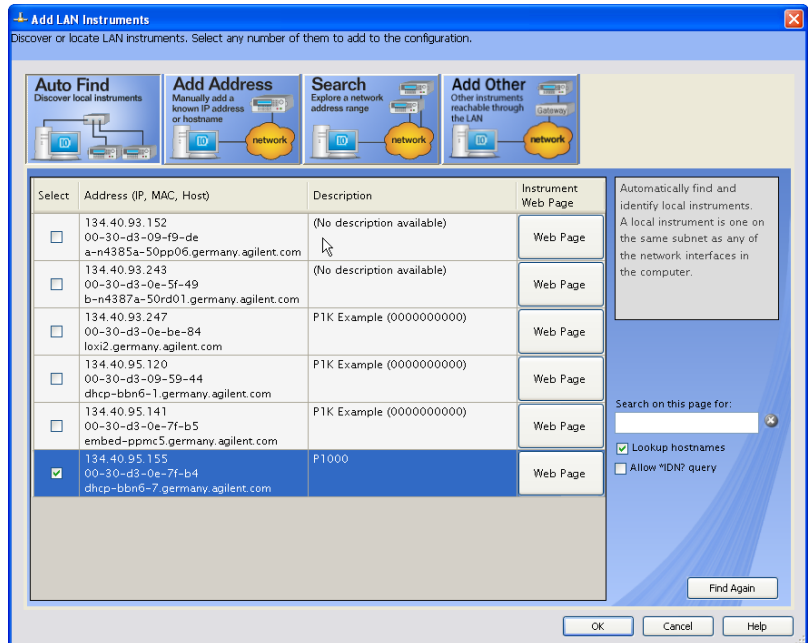 Add LAN Instruments
Discover or locate LAN instruments. Select any number of them to add to the configuration.
Auto Find
Discover local instruments
ID
Add Address
Manually add a
known IP address
or hostname
ID
network
Search
Explore a network
address range
ID
network
Add Other
Other instruments
reachable through
the LAN
Gateway
ID
network
Select
Address (IP, MAC, Host)
Description
Instrument
Web Page
134.40.93.152
00-30-d3-09-f9-de
a-n4385a-50pp06.germany.agilent.com
(No description available)
Web Page
134.40.93.243
00-30-d3-0e-5f-49
b-n4387a-50rd01.germany.agilent.com
(No description available)
Web Page
134.40.93.247
00-30-d3-0e-be-84
loxi2.germany.agilent.com
P1K Example (0000000000)
Web Page
134.40.95.120
00-30-d3-09-59-44
dhcp-bbn6-1.germany.agilent.com
P1K Example (0000000000)
Web Page
134.40.95.141
00-30-d3-0e-7f-b5
embed-ppmc5.germany.agilent.com
P1K Example (0000000000)
Web Page
134.40.95.155
00-30-d3-0e-7f-b4
dhcp-bbn6-7.germany.agilent.com
P1000
Web Page
Automatically find and
identify local instruments.
A local instrument is one on
the same subnet as any of
the network interfaces in
the computer.
Search on this page for:
Lookup hostnames
Allow *IDN? query
Find Again
OK
Cancel
Help